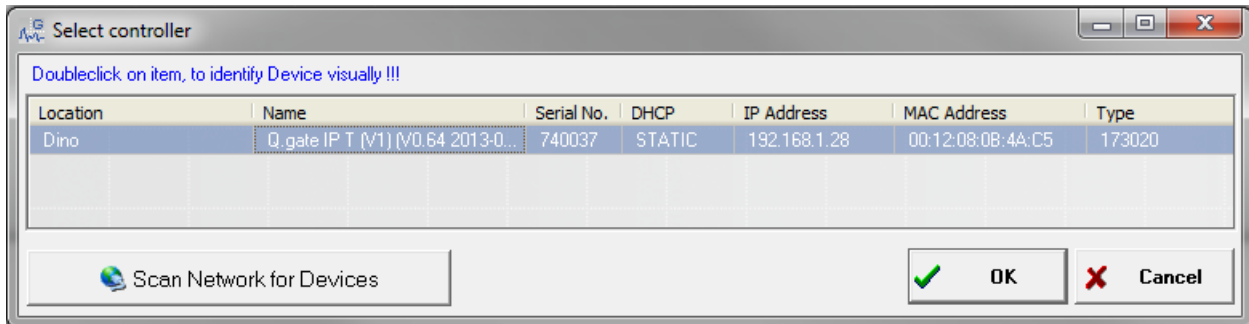 Select controller
Doubleclick on item, to identify Device visually !!!
Location Name Serial No. DHCP IP Address MAC Address Type
Dino Q.gate IP T (V1) (V0.64 2013-0... 740037 STATIC 192.168.1.28 00:12:08:0B:4A:C5 173020
Scan Network for Devices OK Cancel